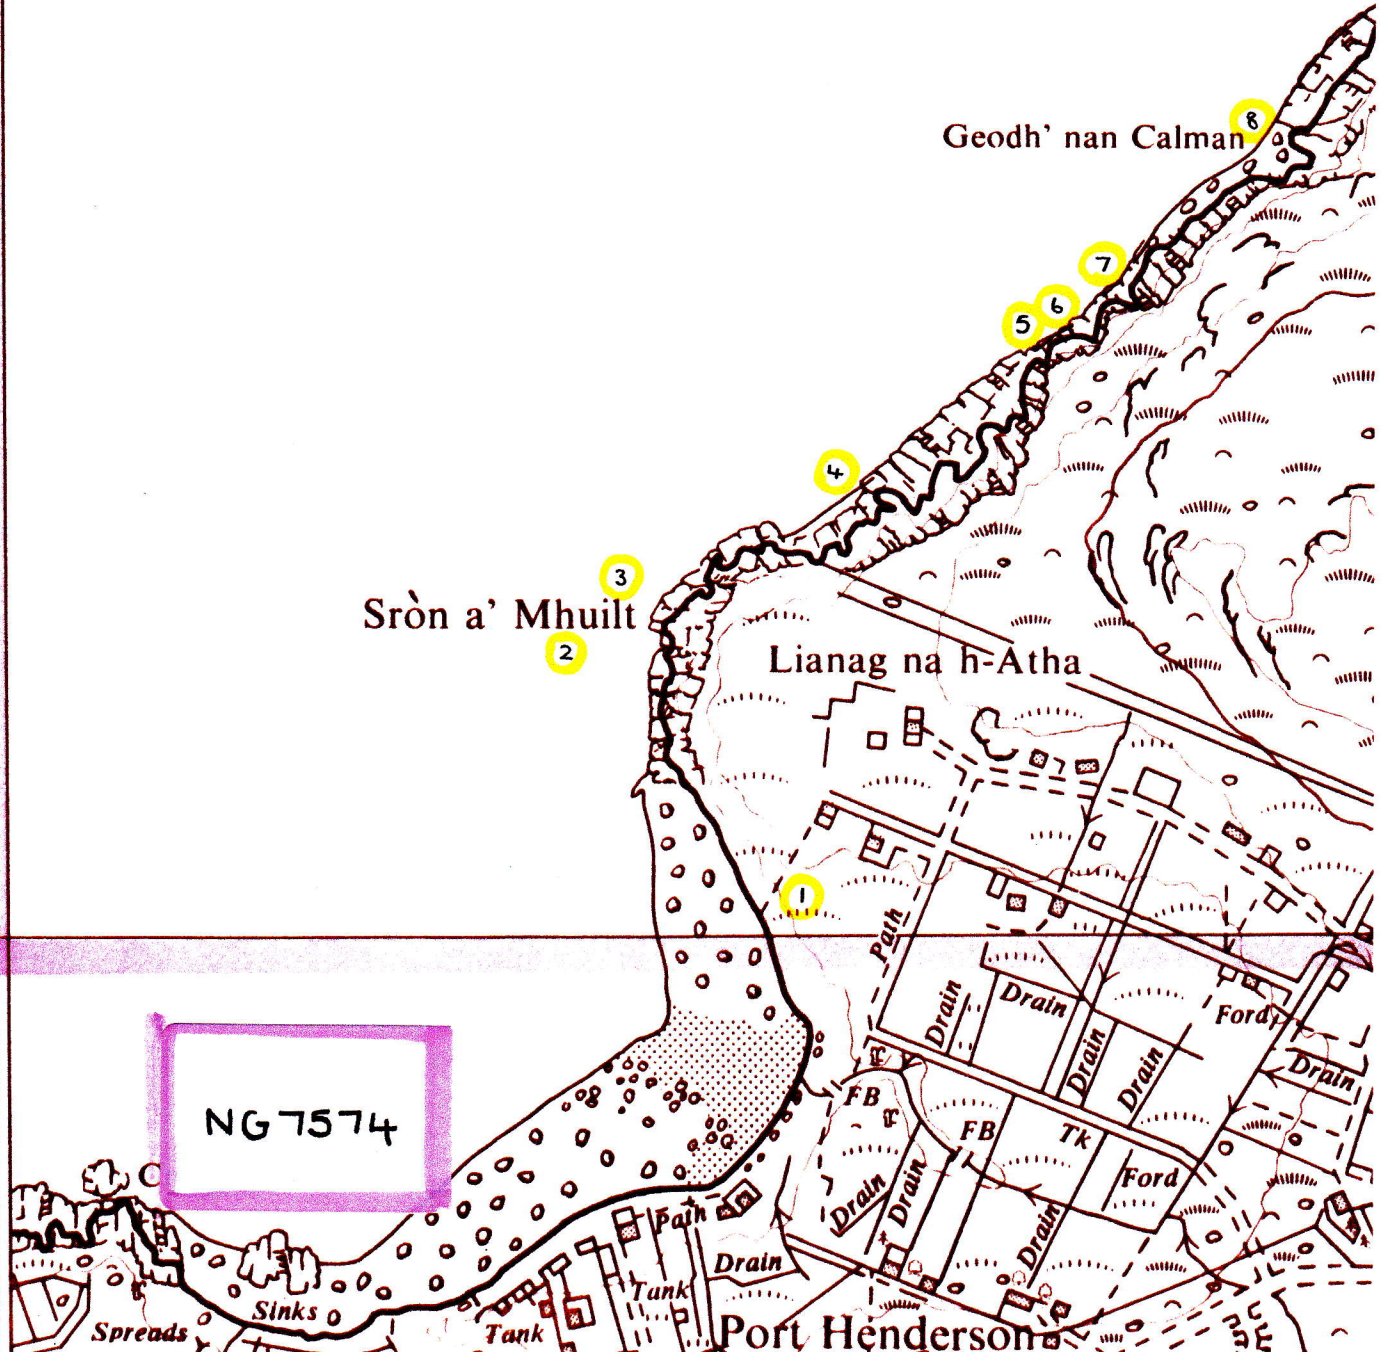 8
Geodh' nan Calman
7
6
5
4
3
Sròn a' Mhuilt
2
Lianag na h-Atha
1
Path
Drain
Drain
Ford
Drain
Drain
Drain
FB
FB
Tk
Ford
NG 7574
Drain
Drain
Drain
Path
Drain
Tank
Sinks
Spreads
Tank
Port Henderson